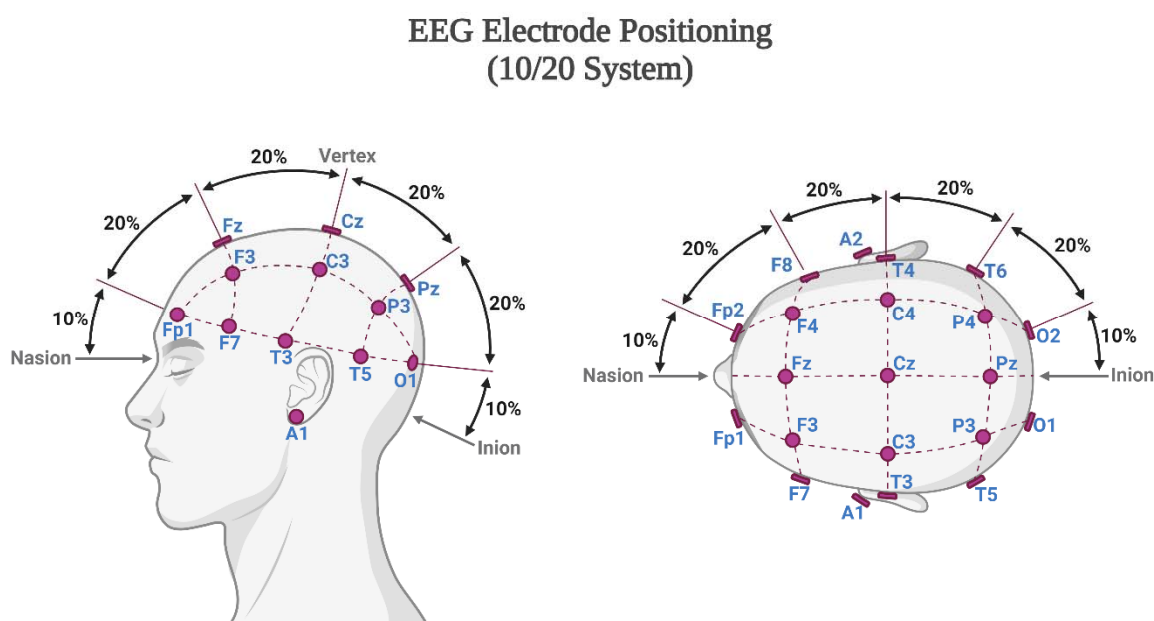 EEG Electrode Positioning
(10/20 System)
Vertex
20%
20%
20%
20%
10%
10%
Fz
Cz
F3
C3
Pz
P3
Fp1
F7
T3
T5
O1
A1
Nasion
Inion
20%
20%
20%
20%
10%
10%
A2
F8
T4
T6
Fp2
F4
C4
P4
O2
Nasion
Fz
Cz
Pz
Inion
Fp1
F3
C3
P3
O1
F7
T3
T5
A1